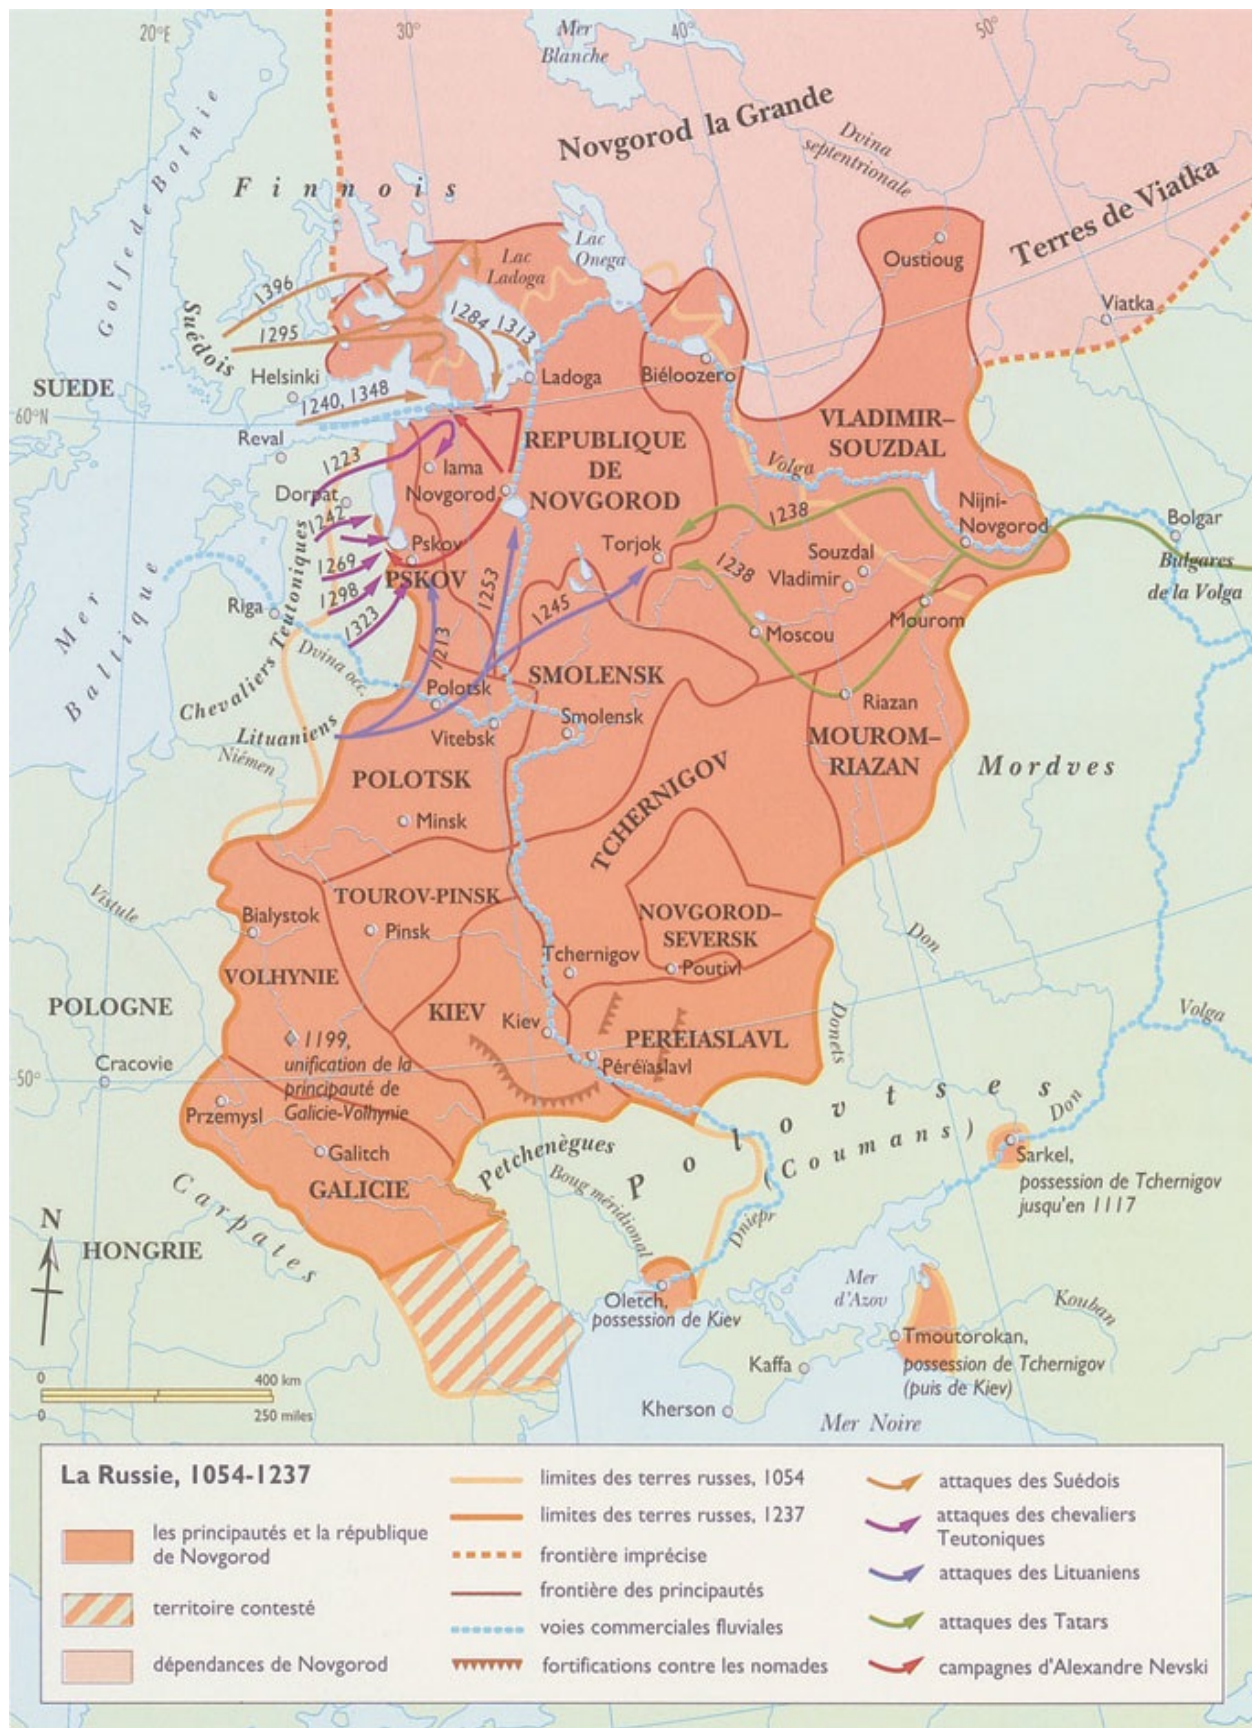 20°E
30°
Mer
Blanche
40°
50°
Novgorod la Grande
Dvina
septentrionale
Terres de Viatka
Golfe de Botnie
Finnois
Lac
Onega
Lac
Ladoga
Oustioug
Viatka
1396
1295
Suédois
1284
1313
Helsinki
SUEDE
1240, 1348
Ladoga
Biéloozero
60°N
Reval
VLADIMIR–
SOUZDAL
REPUBLIQUE
DE
NOVGOROD
Volga
1223
Iama
Novgorod
Dorpat
1242
Nijni-
Novgorod
Bolgar
Bulgares
de la Volga
1238
Torjok
Souzdal
Vladimir
1238
Pskov
PSKOV
1269
1298
1323
1253
1245
1213
Riga
Mer
Baltique
Chevaliers Teutoniques
Dvina occ.
Moscou
Mourom
SMOLENSK
Polotsk
Smolensk
Vitebsk
Riazan
Lituaniens
Niémen
MOUROM–
RIAZAN
Mordves
POLOTSK
Minsk
TCHERNIGOV
Vistule
TOUROV-PINSK
Bialystok
Pinsk
NOVGOROD–
SEVERSK
Don
Tchernigov
Poutivl
VOLHYNIE
POLOGNE
KIEV
Kiev
PEREIASLAVL
Donets
Volga
1199,
unification de la
principauté de
Galicie-Volhynie
Cracovie
50°
Péréïaslavl
Przemysl
Galitch
GALICIE
Petchenègues
Boug méridional
Polovtses
(Coumans)
Don
Sarkel,
possession de Tchernigov
jusqu'en 1117
Carpates
N
HONGRIE
Dniepr
Oletch,
possession de Kiev
Mer
d'Azov
Kouban
Tmoutorokan,
possession de Tchernigov
(puis de Kiev)
Kaffa
Kherson
Mer Noire
0
400 km
0
250 miles
La Russie, 1054-1237
les principautés et la république
de Novgorod
territoire contesté
dépendances de Novgorod
limites des terres russes, 1054
limites des terres russes, 1237
frontière imprécise
frontière des principautés
voies commerciales fluviales
fortifications contre les nomades
attaques des Suédois
attaques des chevaliers
Teutoniques
attaques des Lituaniens
attaques des Tatars
campagnes d'Alexandre Nevski